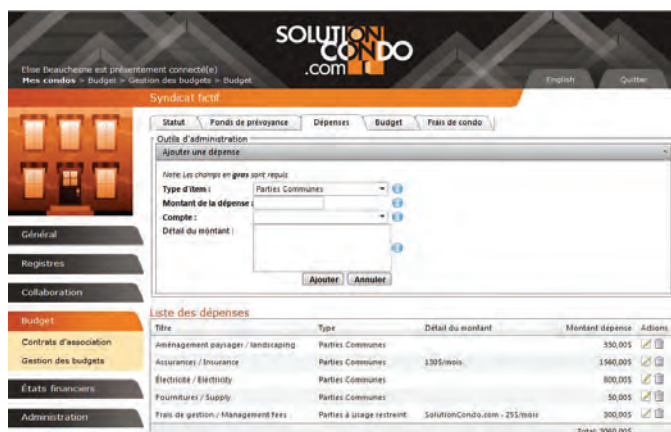 SOLUTION
CONDO
.com
Elise Beauchesne est présentement connecté(e)
Mes condos > Budget > Gestion des budgets > Budget
English
Quitter
Syndicat fictif
Statut
Fonds de prévoyance
Dépenses
Budget
Frais de condo
Outils d'administration
Ajouter une dépense
Note: Les champs en gras sont requis
Type d'item :
Parties Communes
Montant de la dépense :
Compte :
Détail du montant :
Ajouter
Annuler
Général
Registres
Collaboration
Budget
Contrats d'association
Gestion des budgets
États financiers
Administration
Liste des dépenses
Titre Type Détail du montant Montant dépense Actions
Aménagement paysager / landscaping Parties Communes 350,00$
Assurances / Insurance Parties Communes 130$/mois 1560,00$
Électricité / Electricity Parties Communes 800,00$
Fournitures / Supply Parties Communes 50,00$
Frais de gestion / Management fees Parties à usage restreint SolutionCondo.com - 25$/mois 300,00$
Total: 3060,00$